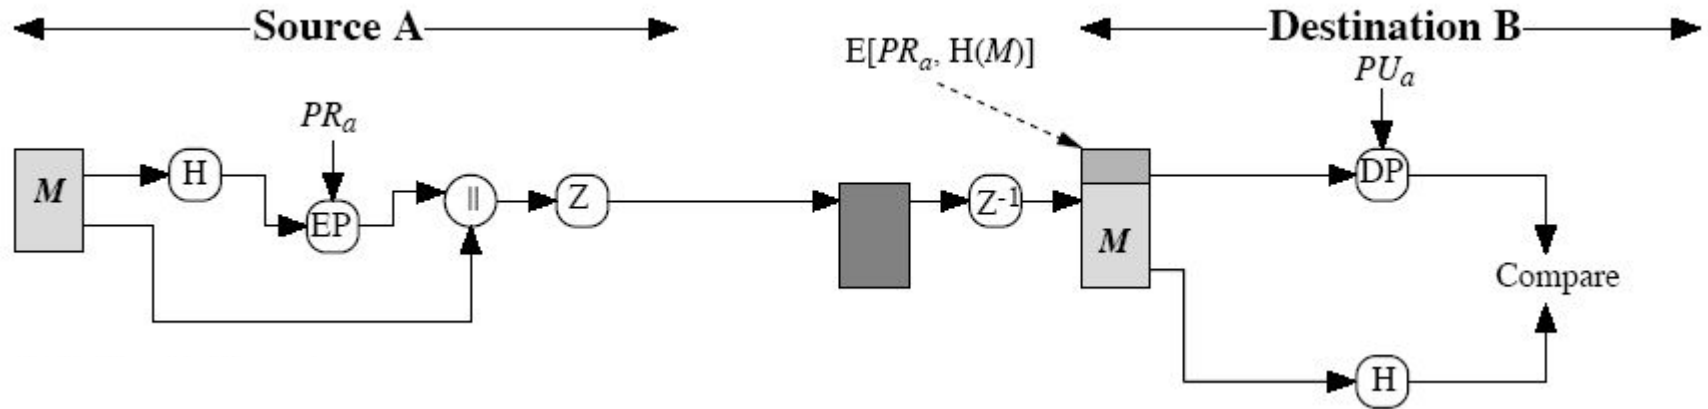 Source A
Destination B
E[PRa, H(M)]
PUa
PRa
M
H
EP
||
Z
Z-1
M
DP
Compare
H